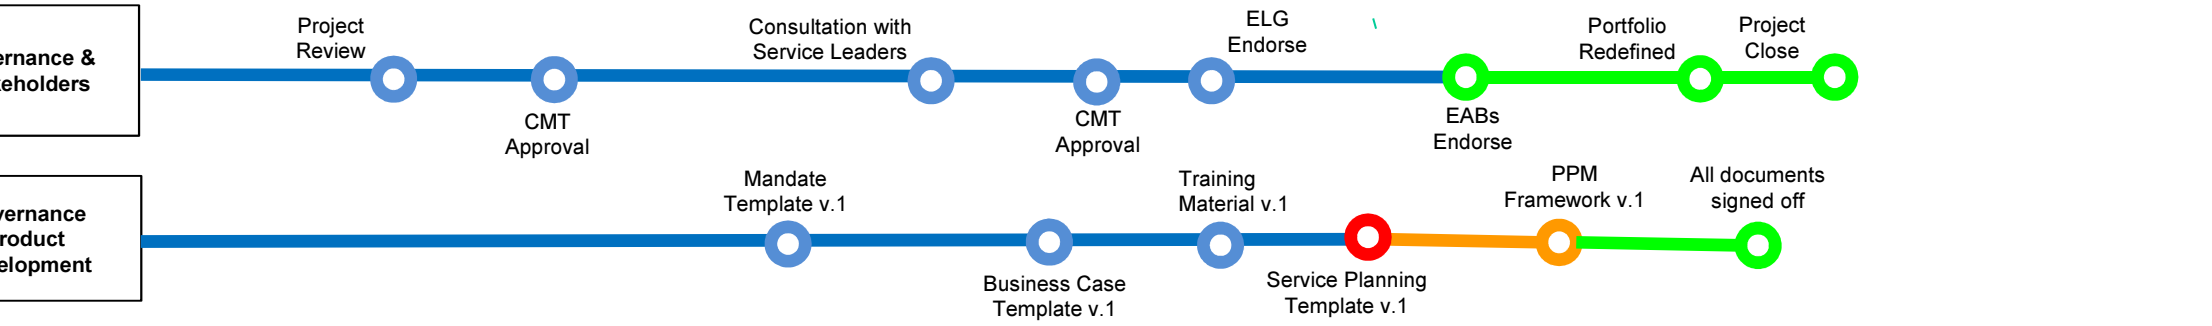 Project
Review
Consultation with
Service Leaders
ELG
Endorse
Portfolio
Redefined
Project
Close
ernance &
eholders
CMT
Approval
CMT
Approval
EABs
Endorse
Mandate
Template v.1
Training
Material v.1
PPM
Framework v.1
All documents
signed off
vernance
roduct
elopment
Business Case
Template v.1
Service Planning
Template v.1